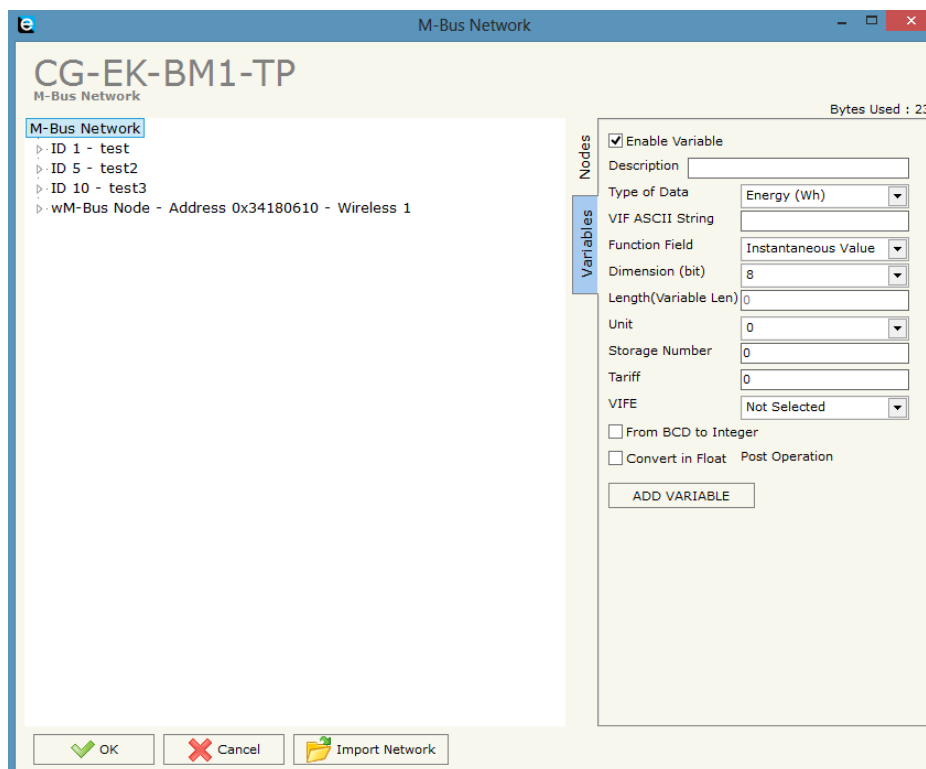 M-Bus Network
CG-EK-BM1-TP
M-Bus Network
Bytes Used : 23
M-Bus Network
ID 1 - test
ID 5 - test2
ID 10 - test3
wM-Bus Node - Address 0x34180610 - Wireless 1
Nodes
Variables
Enable Variable
Description
Type of Data Energy (Wh)
VIF ASCII String
Function Field Instantaneous Value
Dimension (bit) 8
Length(Variable Len) 0
Unit 0
Storage Number 0
Tariff 0
VIFE Not Selected
From BCD to Integer
Convert in Float Post Operation
ADD VARIABLE
OK Cancel Import Network